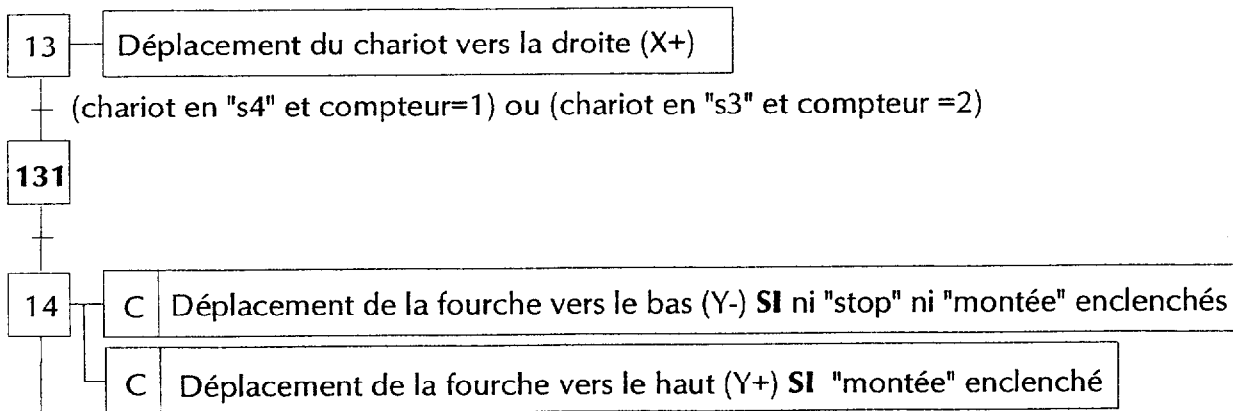 13 Déplacement du chariot vers la droite (X+)
(chariot en "s4" et compteur=1) ou (chariot en "s3" et compteur =2)
131
14 C Déplacement de la fourche vers le bas (Y-) SI ni "stop" ni "montée" enclenchés
C Déplacement de la fourche vers le haut (Y+) SI "montée" enclenché